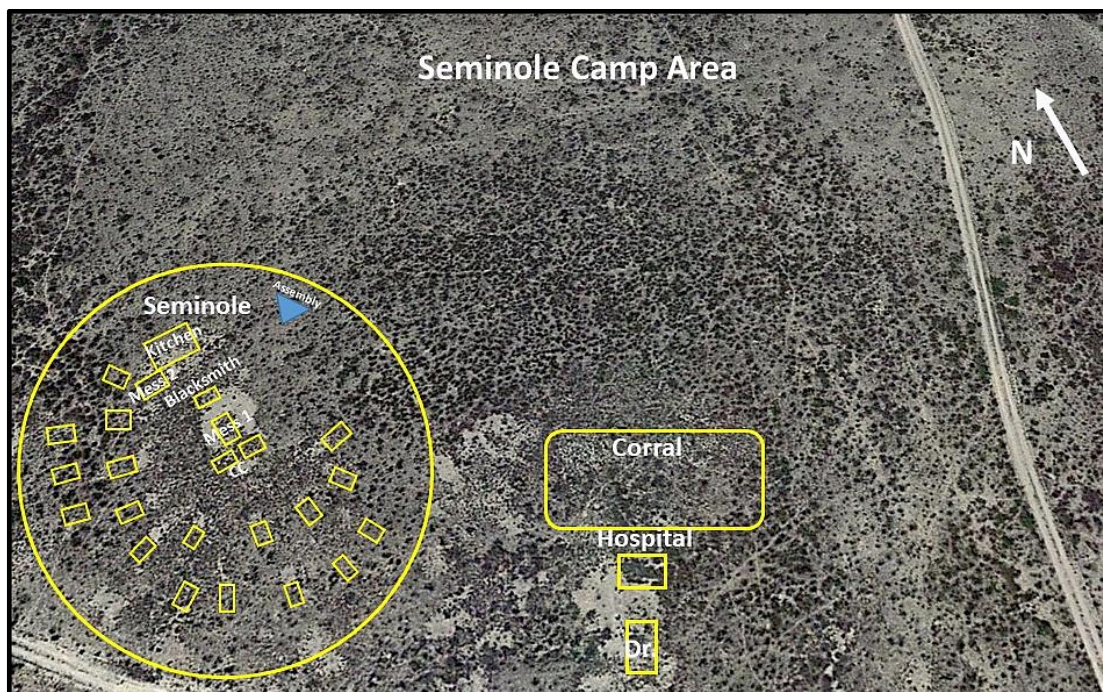 Seminole Camp Area
N
Assembly
Seminole
Kitchen
Mess 2
Blacksmith
Mess 1
CC
Corral
Hospital
Dr.